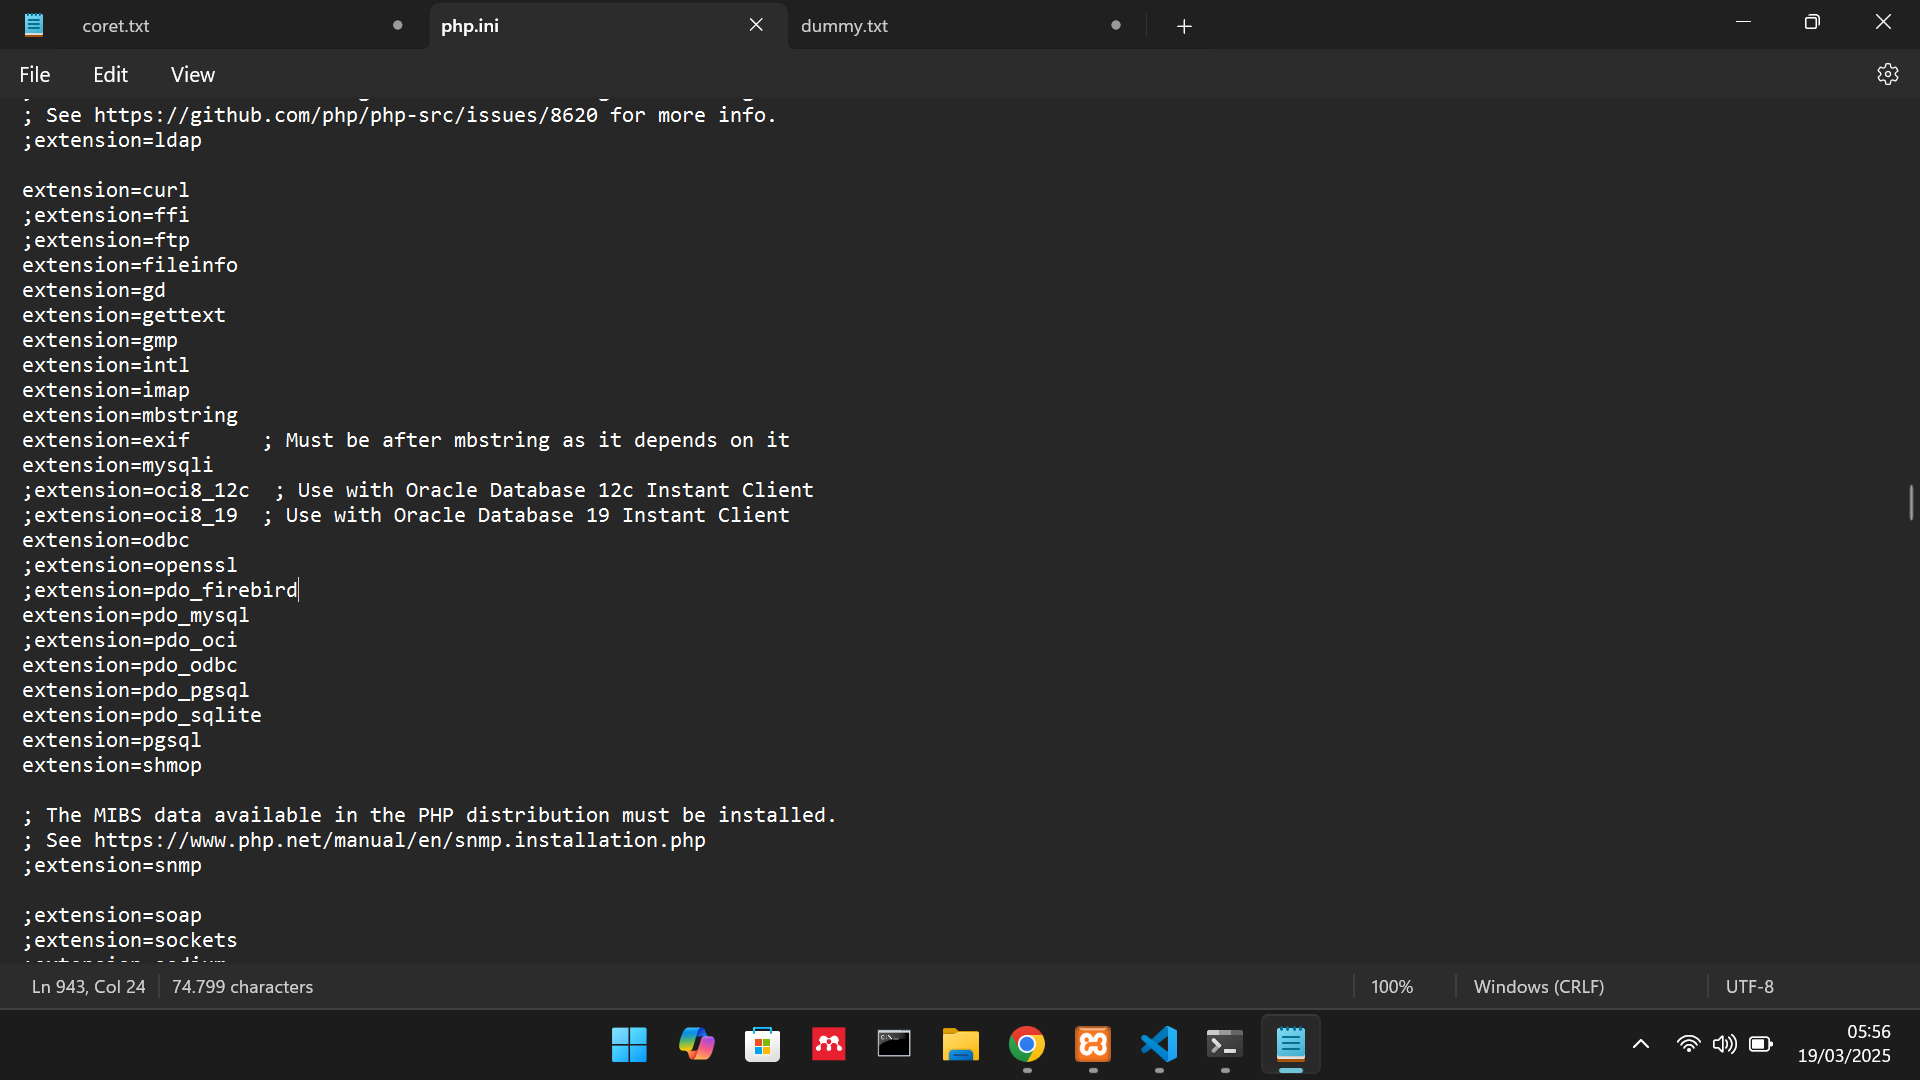 coret.txt
php.ini
dummy.txt
File
Edit
View
; See https://github.com/php/php-src/issues/8620 for more info.
;extension=ldap
extension=curl
;extension=ffi
;extension=ftp
extension=fileinfo
extension=gd
extension=gettext
extension=gmp
extension=intl
extension=imap
extension=mbstring
extension=exif      ; Must be after mbstring as it depends on it
extension=mysqli
;extension=oci8_12c  ; Use with Oracle Database 12c Instant Client
;extension=oci8_19  ; Use with Oracle Database 19 Instant Client
extension=odbc
;extension=openssl
;extension=pdo_firebird
extension=pdo_mysql
;extension=pdo_oci
extension=pdo_odbc
extension=pdo_pgsql
extension=pdo_sqlite
extension=pgsql
extension=shmop
; The MIBS data available in the PHP distribution must be installed.
; See https://www.php.net/manual/en/snmp.installation.php
;extension=snmp
;extension=soap
;extension=sockets
Ln 943, Col 24
74.799 characters
100%
Windows (CRLF)
UTF-8
05:56
19/03/2025